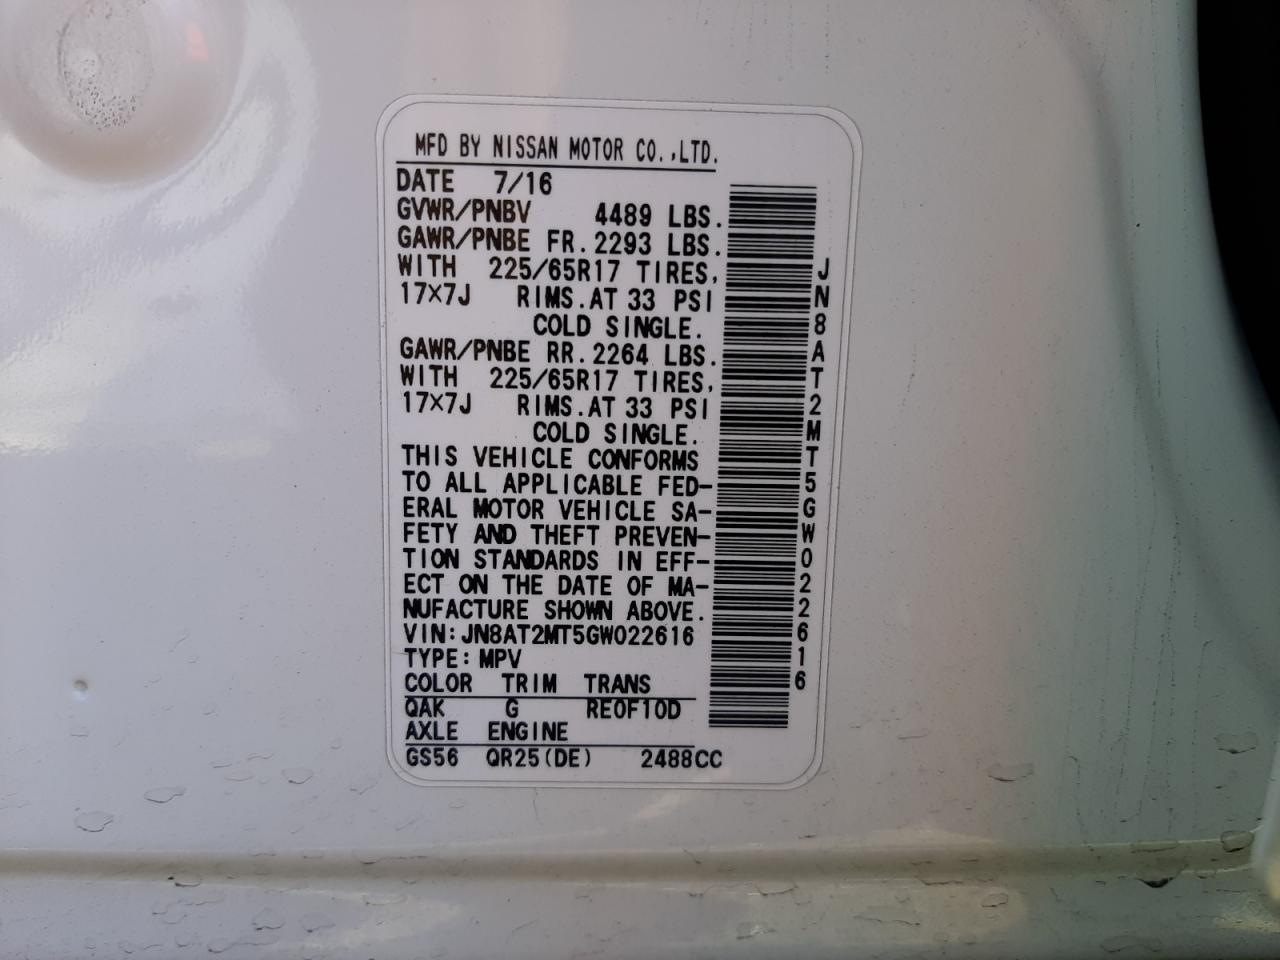 MFD BY NISSAN MOTOR CO.,LTD.
DATE 7/16
GVWR/PNBV 4489 LBS.
GAWR/PNBE FR.2293 LBS.
WITH 225/65R17 TIRES,
17×7J RIMS.AT 33 PSI
COLD SINGLE.
GAWR/PNBE RR.2264 LBS.
WITH 225/65R17 TIRES,
17×7J RIMS.AT 33 PSI
COLD SINGLE.
THIS VEHICLE CONFORMS
TO ALL APPLICABLE FED-
ERAL MOTOR VEHICLE SA-
FETY AND THEFT PREVEN-
TION STANDARDS IN EFF-
ECT ON THE DATE OF MA-
NUFACTURE SHOWN ABOVE.
VIN:JN8AT2MT5GW022616
TYPE:MPV
COLOR TRIM TRANS
QAK G RE0F10D
AXLE ENGINE
GS56 QR25(DE) 2488CC
JN8AT2MT5GW022616